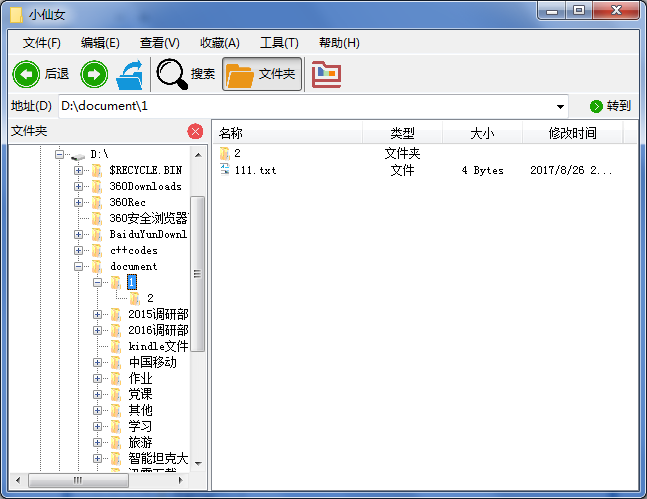 小仙女
文件(F) 编辑(E) 查看(V) 收藏(A) 工具(T) 帮助(H)
后退 搜索 文件夹
地址(D) D:\document\1 转到
文件夹
D:\
$RECYCLE.BIN
360Downloads
360Rec
360安全浏览器
BaiduYunDownl
c++codes
document
1
2
2015调研部
2016调研部
kindle文件
中国移动
作业
党课
其他
学习
旅游
智能坦克大
名称 类型 大小 修改时间
2 文件夹
111.txt 文件 4 Bytes 2017/8/26 2...